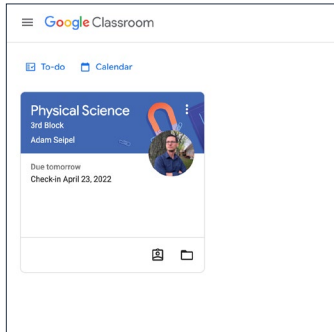 Google Classroom
To-do Calendar
Physical Science
3rd Block
Adam Seipel
Due tomorrow
Check-in April 23, 2022